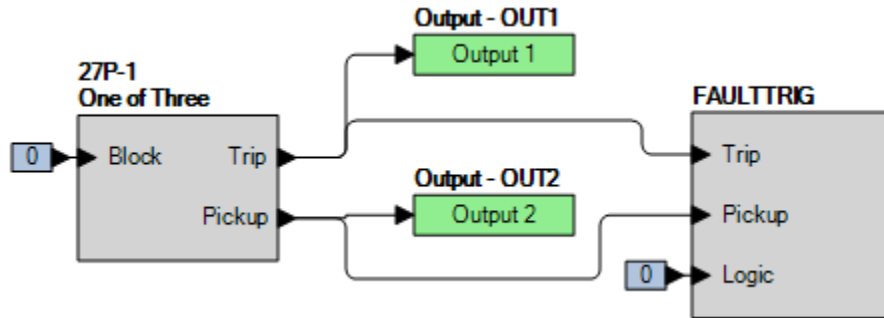 Output - OUT1
Output 1
27P-1
One of Three
FAULTTRIG
0
Block
Trip
Trip
Output - OUT2
Pickup
Output 2
Pickup
0
Logic